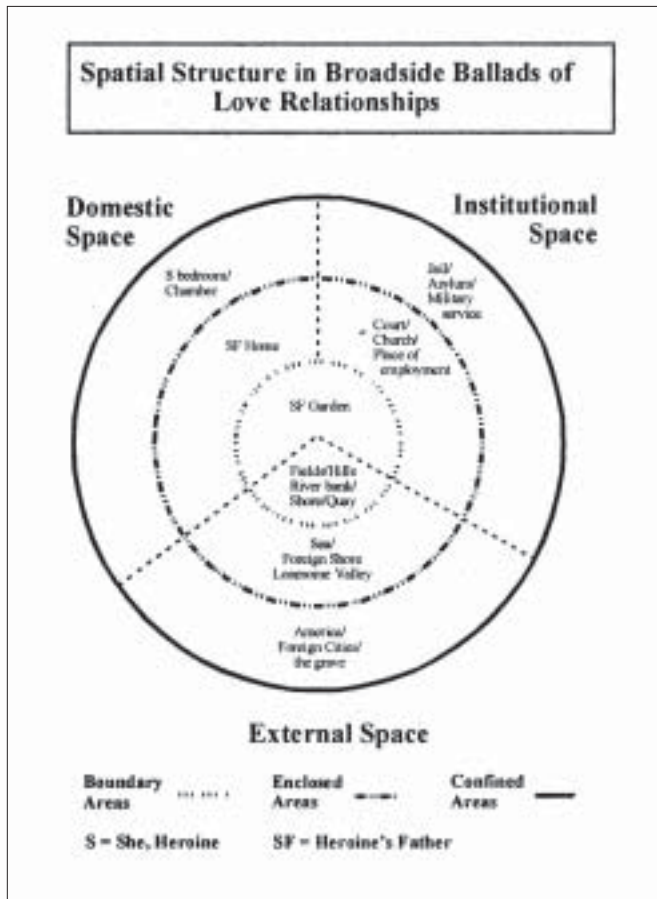 Spatial Structure in Broadside Ballads of
Love Relationships
Domestic
Space
Institutional
Space
S bedroom/
Chamber
Jail/
Asylum/
Military
service
SF Home
Court/
Church/
Place of
employment
SF Garden
Fields/Hills
River bank/
Shore/Quay
Sea/
Foreign Shore
Lonesome Valley
America/
Foreign Cities/
the grave
External Space
Boundary
Areas
Enclosed
Areas
Confined
Areas
S = She, Heroine
SF = Heroine's Father